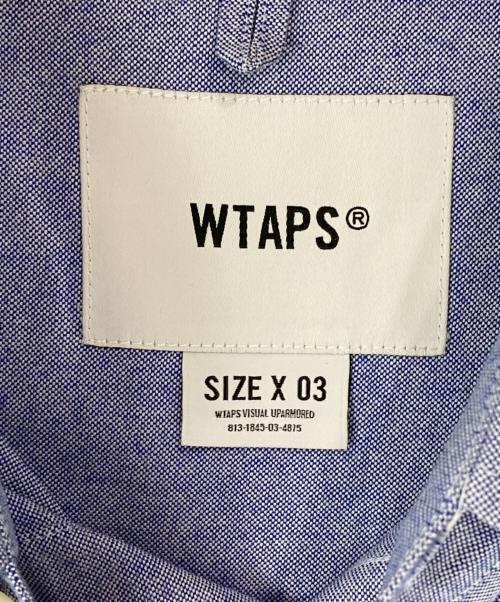 WTAPS®
SIZE X 03
WTAPS VISUAL UPARMORED
813-1845-03-4875